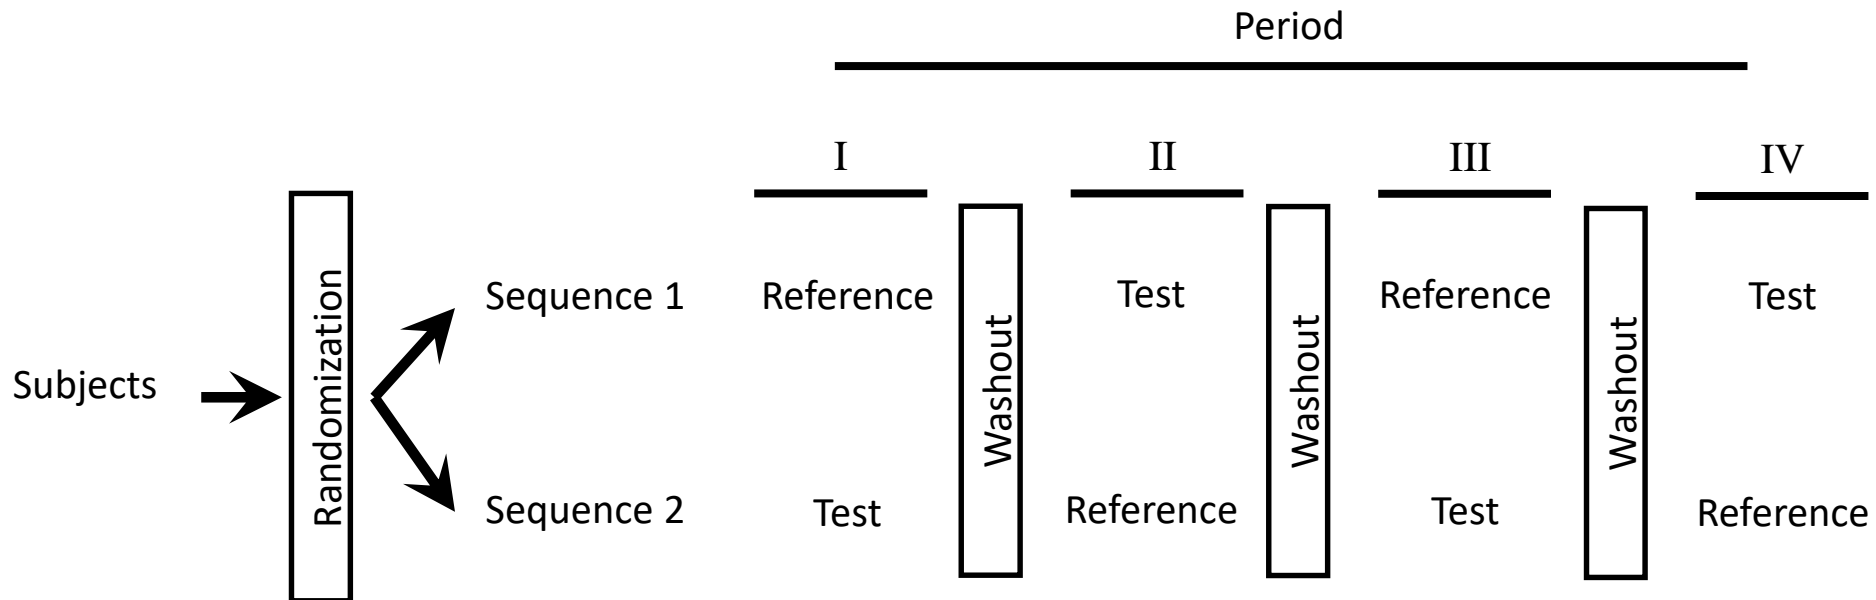 Period
I II III IV
Sequence 1 Reference Test Reference Test
Subjects Randomization Washout Washout Washout
Sequence 2 Test Reference Test Reference